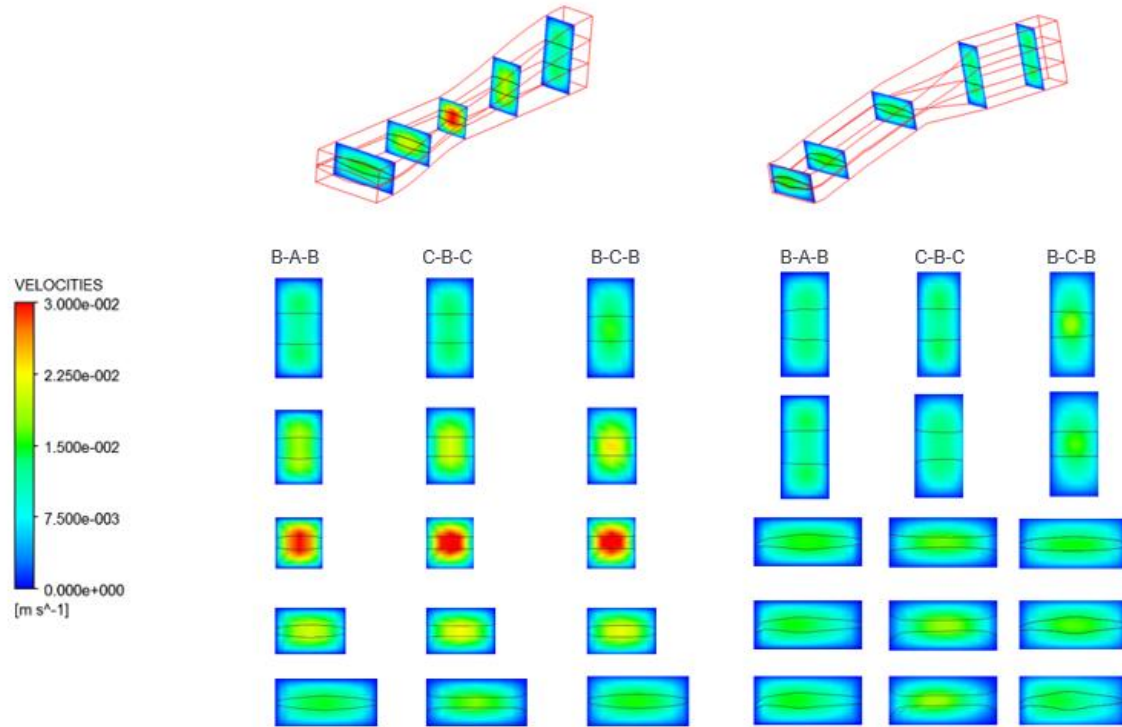 B-A-B C-B-C B-C-B B-A-B C-B-C B-C-B
VELOCITIES
3.000e-002
2.250e-002
1.500e-002
7.500e-003
0.000e+000
[m s^-1]